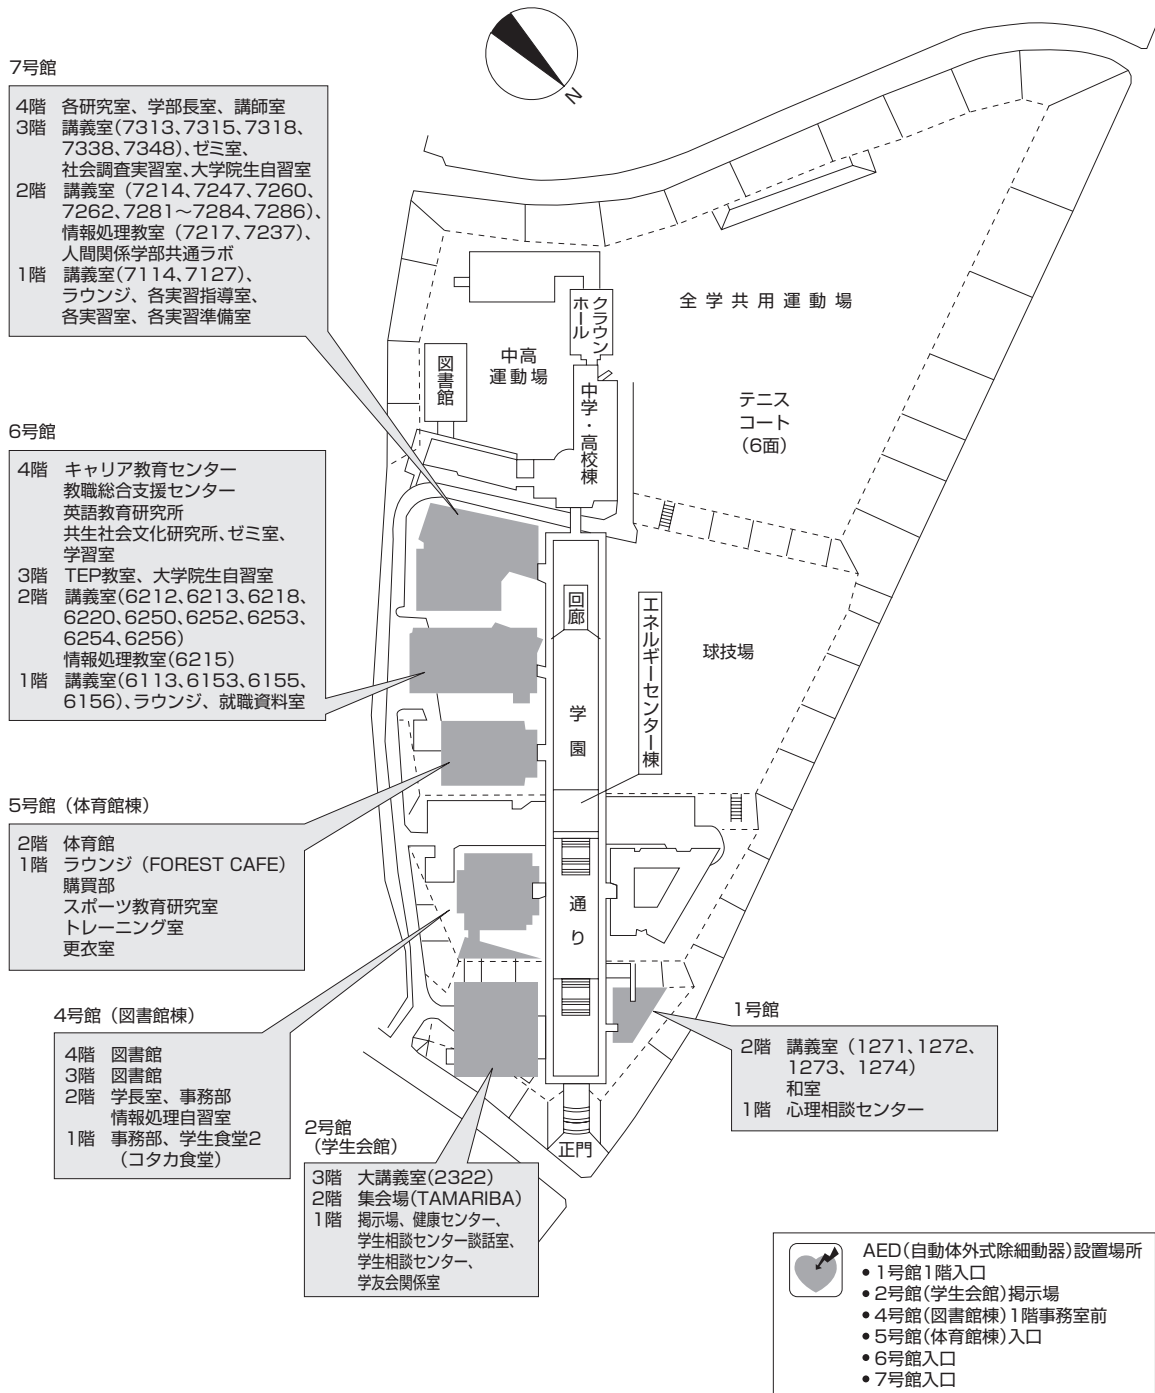 N
7号館
4階 各研究室、学部長室、講師室
3階 講義室(7313、7315、7318、
7338、7348)、ゼミ室、
社会調査実習室、大学院生自習室
2階 講義室 (7214、7247、7260、
7262、7281～7284、7286)、
情報処理教室 (7217、7237)、
人間関係学部共通ラボ
1階 講義室(7114、7127)、
ラウンジ、各実習指導室、
各実習室、各実習準備室
6号館
4階 キャリア教育センター
教職総合支援センター
英語教育研究所
共生社会文化研究所、ゼミ室、
学習室
3階 TEP教室、大学院生自習室
2階 講義室(6212、6213、6218、
6220、6250、6252、6253、
6254、6256)
情報処理教室(6215)
1階 講義室(6113、6153、6155、
6156)、ラウンジ、就職資料室
5号館 (体育館棟)
2階 体育館
1階 ラウンジ (FOREST CAFE)
購買部
スポーツ教育研究室
トレーニング室
更衣室
4号館 (図書館棟)
4階 図書館
3階 図書館
2階 学長室、事務部
情報処理自習室
1階 事務部、学生食堂2
(コタカ食堂)
2号館
(学生会館)
3階 大講義室(2322)
2階 集会場(TAMARIBA)
1階 掲示場、健康センター、
学生相談センター談話室、
学生相談センター、
学友会関係室
1号館
2階 講義室 (1271、1272、
1273、1274)
和室
1階 心理相談センター
全学共用運動場
クラウン
ホール
中高
運動場
図書館
中学・高校棟
テニス
コート
(6面)
回廊
エネルギーセンター棟
球技場
学園
通り
正門
AED(自動体外式除細動器)設置場所
• 1号館1階入口
• 2号館(学生会館)掲示場
• 4号館(図書館棟)1階事務室前
• 5号館(体育館棟)入口
• 6号館入口
• 7号館入口